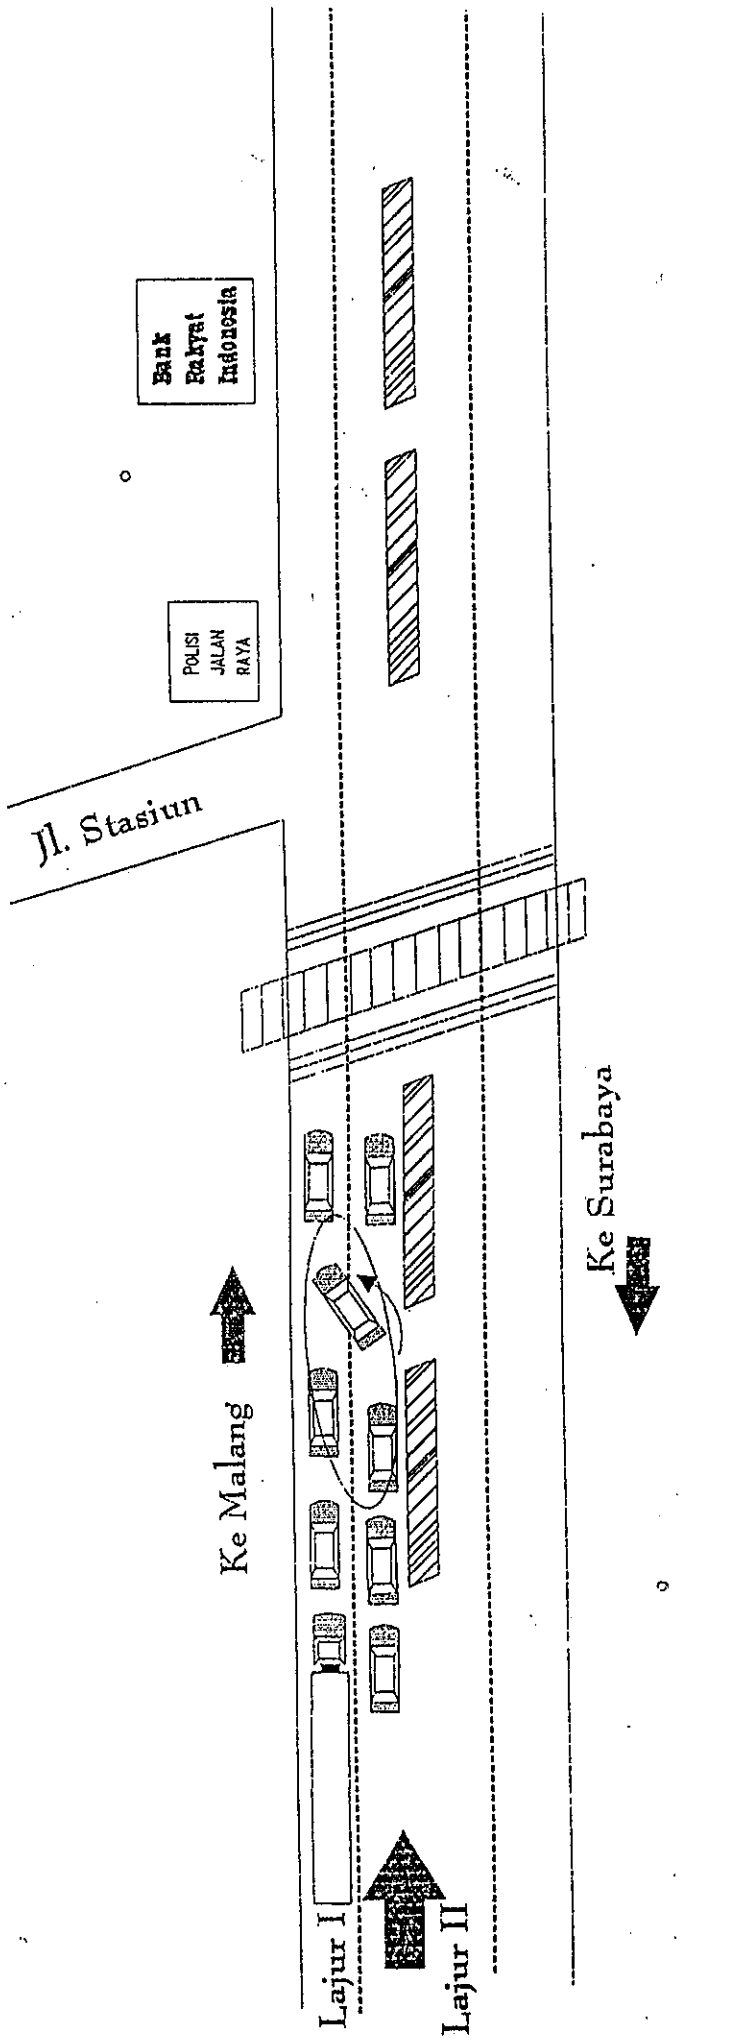 Bank
Rakyat
Indonesia
POLISI
JALAN
RAYA
Jl. Stasiun
Ke Malang
Ke Surabaya
Lajur I
Lajur II